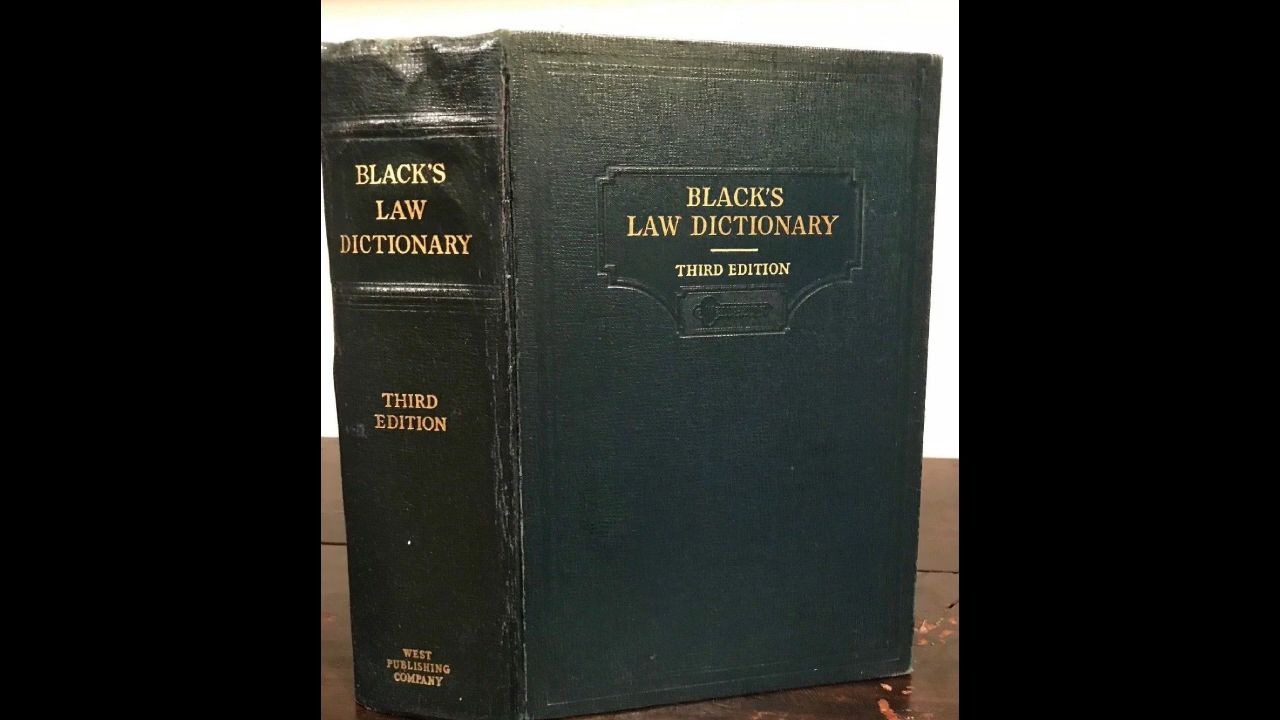 BLACK'S
LAW
DICTIONARY
THIRD
EDITION
WEST
PUBLISHING
COMPANY
BLACK'S
LAW DICTIONARY
THIRD EDITION